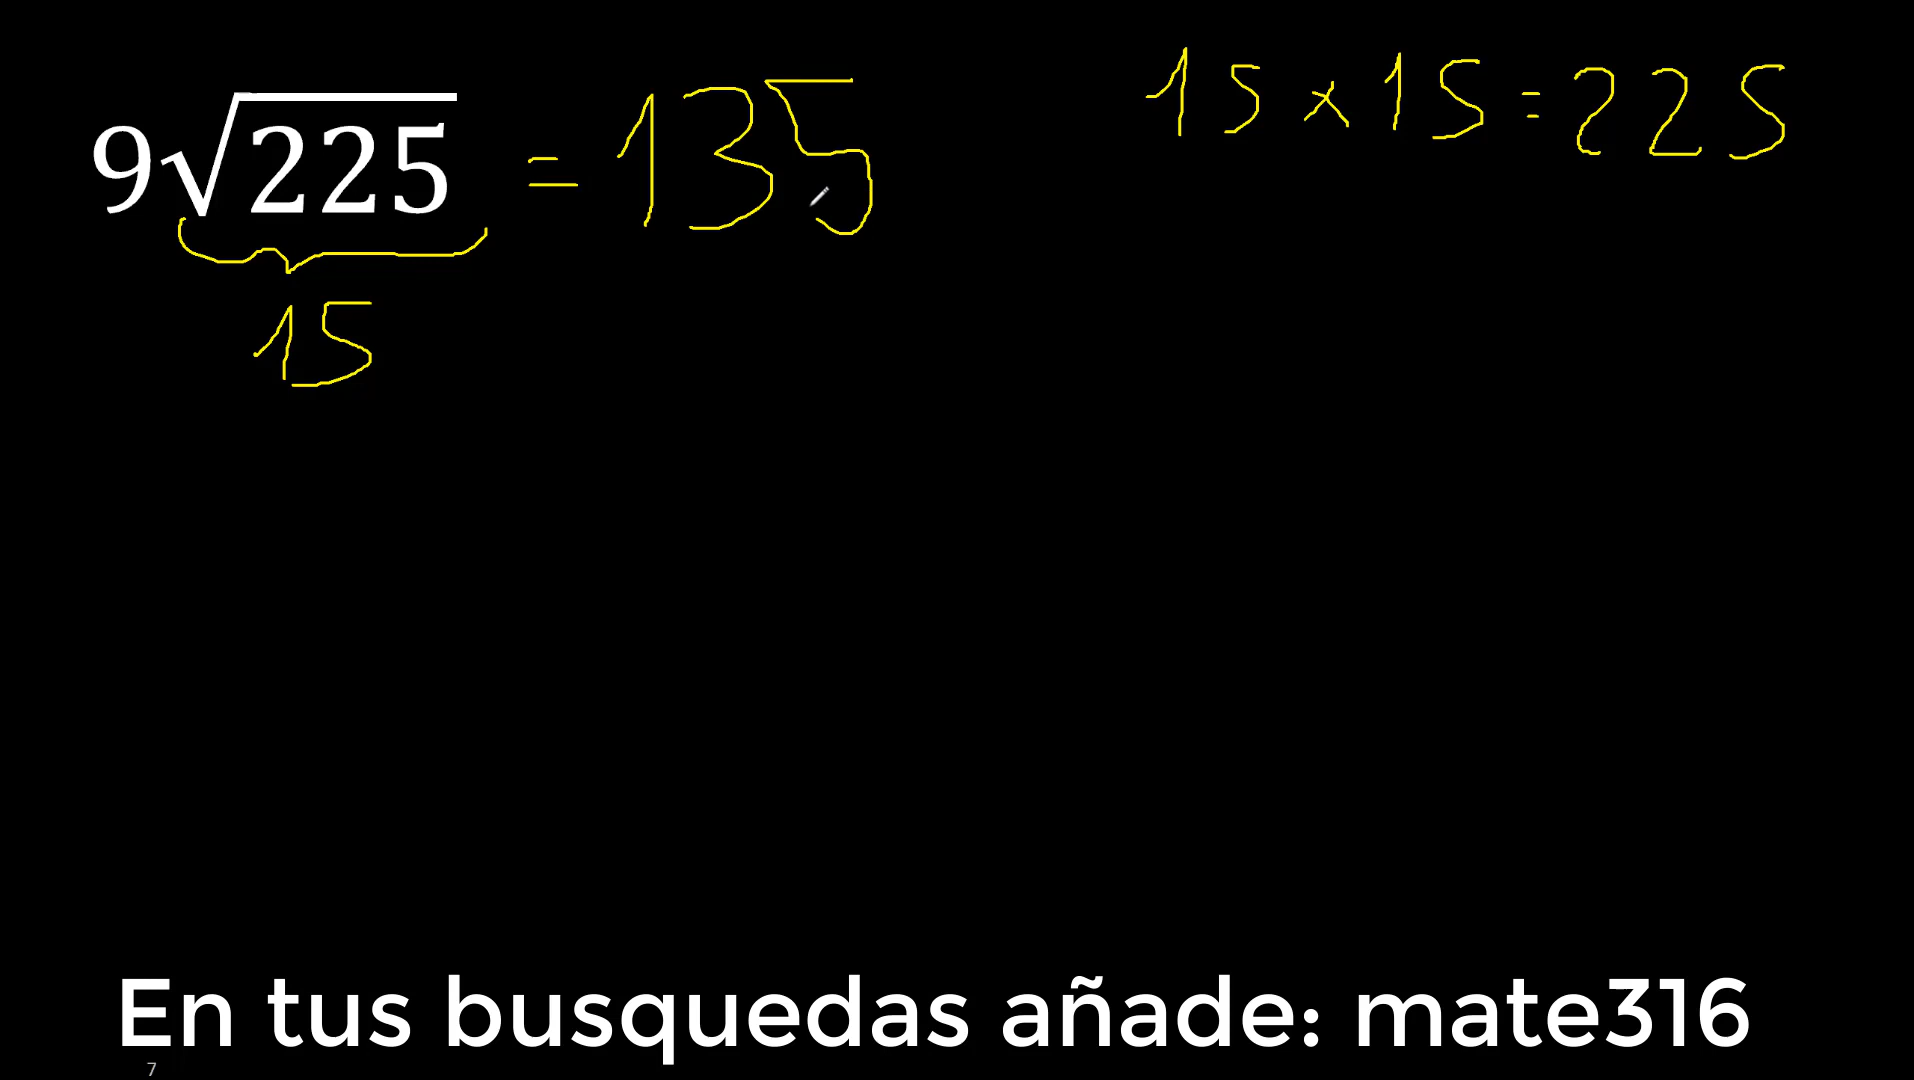 9√225 = 135
15 x 15 = 225
15
En tus busquedas añade: mate316
7